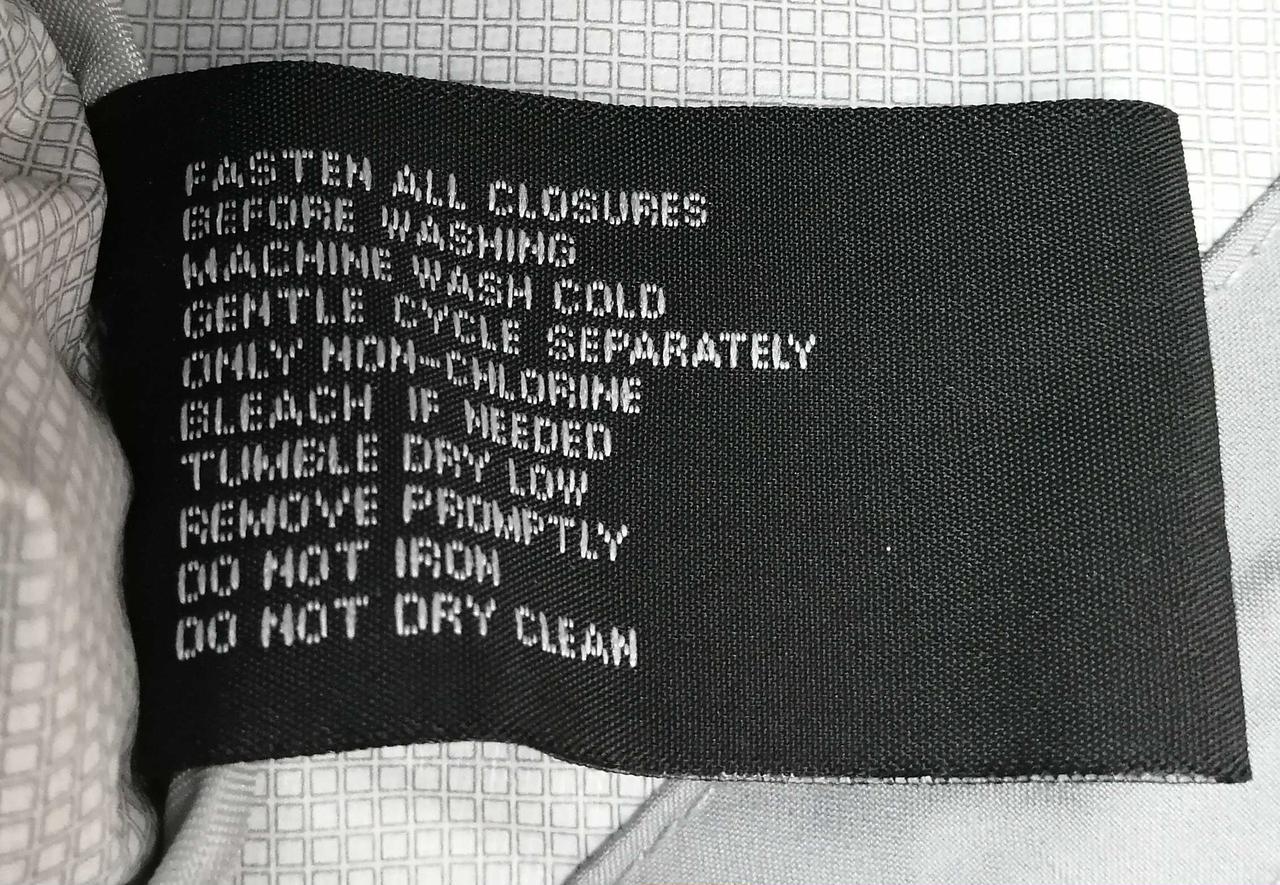 FASTEN ALL CLOSURES
BEFORE WASHING
MACHINE WASH COLD
GENTLE CYCLE SEPARATELY
ONLY NON-CHLORINE
BLEACH IF NEEDED
TUMBLE DRY LOW
REMOVE PROMPTLY
DO NOT IRON
DO NOT DRY CLEAN